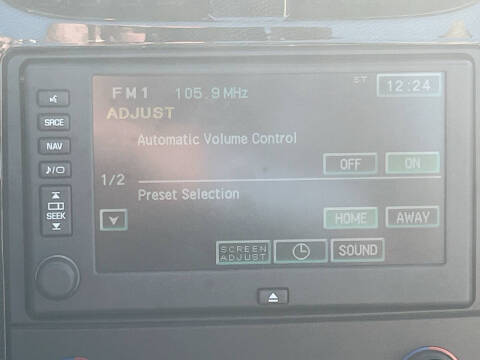 FM1 105.9 MHz ST 12:24
ADJUST
Automatic Volume Control
OFF ON
1/2
Preset Selection
HOME AWAY
SCREEN ADJUST SOUND
SRCE
NAV
SEEK